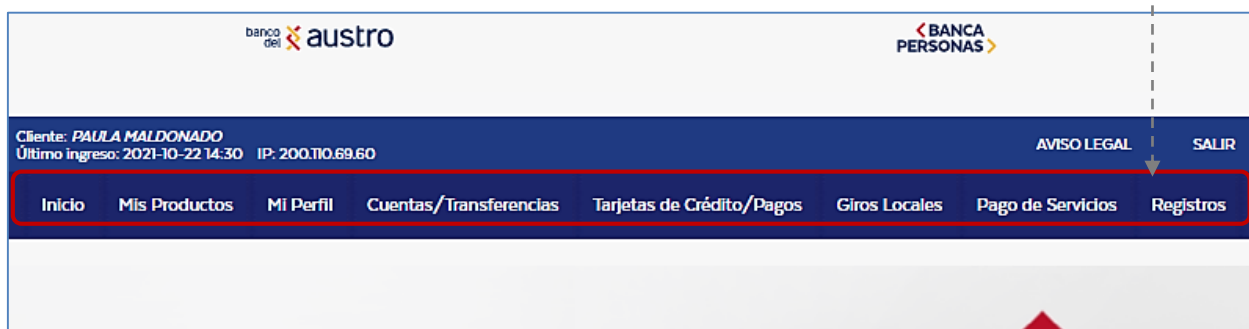 banco del austro
<BANCA
PERSONAS>
Cliente: PAULA MALDONADO
Último ingreso: 2021-10-22 14:30 IP: 200.110.69.60
AVISO LEGAL SALIR
Inicio Mis Productos Mi Perfil Cuentas/Transferencias Tarjetas de Crédito/Pagos Giros Locales Pago de Servicios Registros